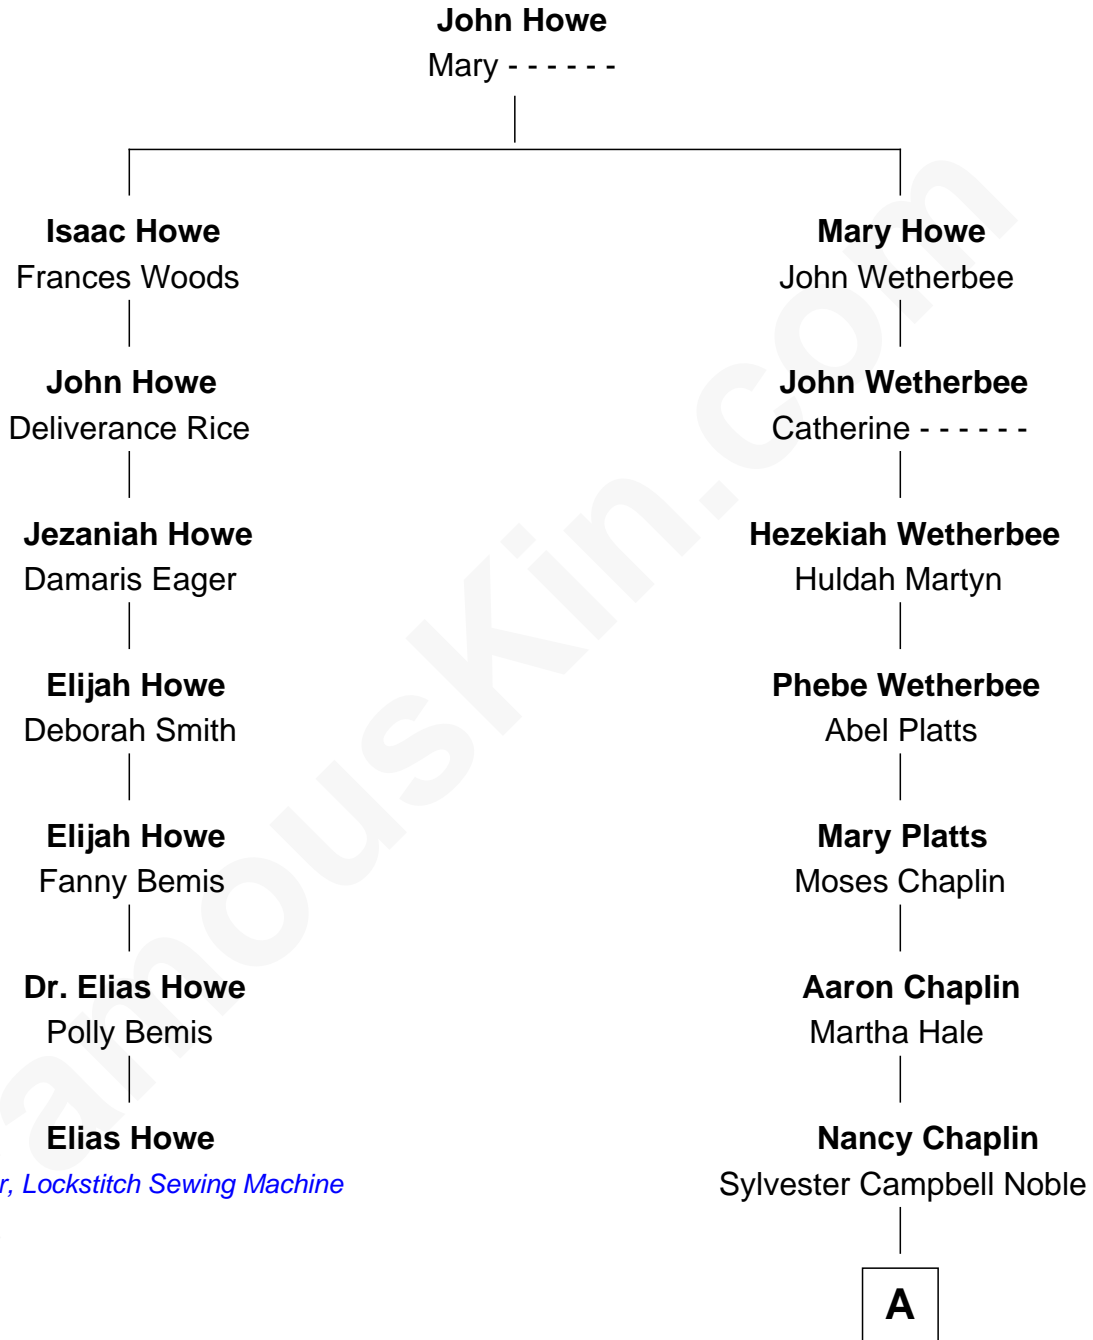 John Howe
Mary - - - - - -
Isaac Howe
Frances Woods
Mary Howe
John Wetherbee
John Howe
Deliverance Rice
John Wetherbee
Catherine - - - - - -
Jezaniah Howe
Damaris Eager
Hezekiah Wetherbee
Huldah Martyn
Elijah Howe
Deborah Smith
Phebe Wetherbee
Abel Platts
Elijah Howe
Fanny Bemis
Mary Platts
Moses Chaplin
Dr. Elias Howe
Polly Bemis
Aaron Chaplin
Martha Hale
Elias Howe
r, Lockstitch Sewing Machine
Nancy Chaplin
Sylvester Campbell Noble
A
amousKin.com